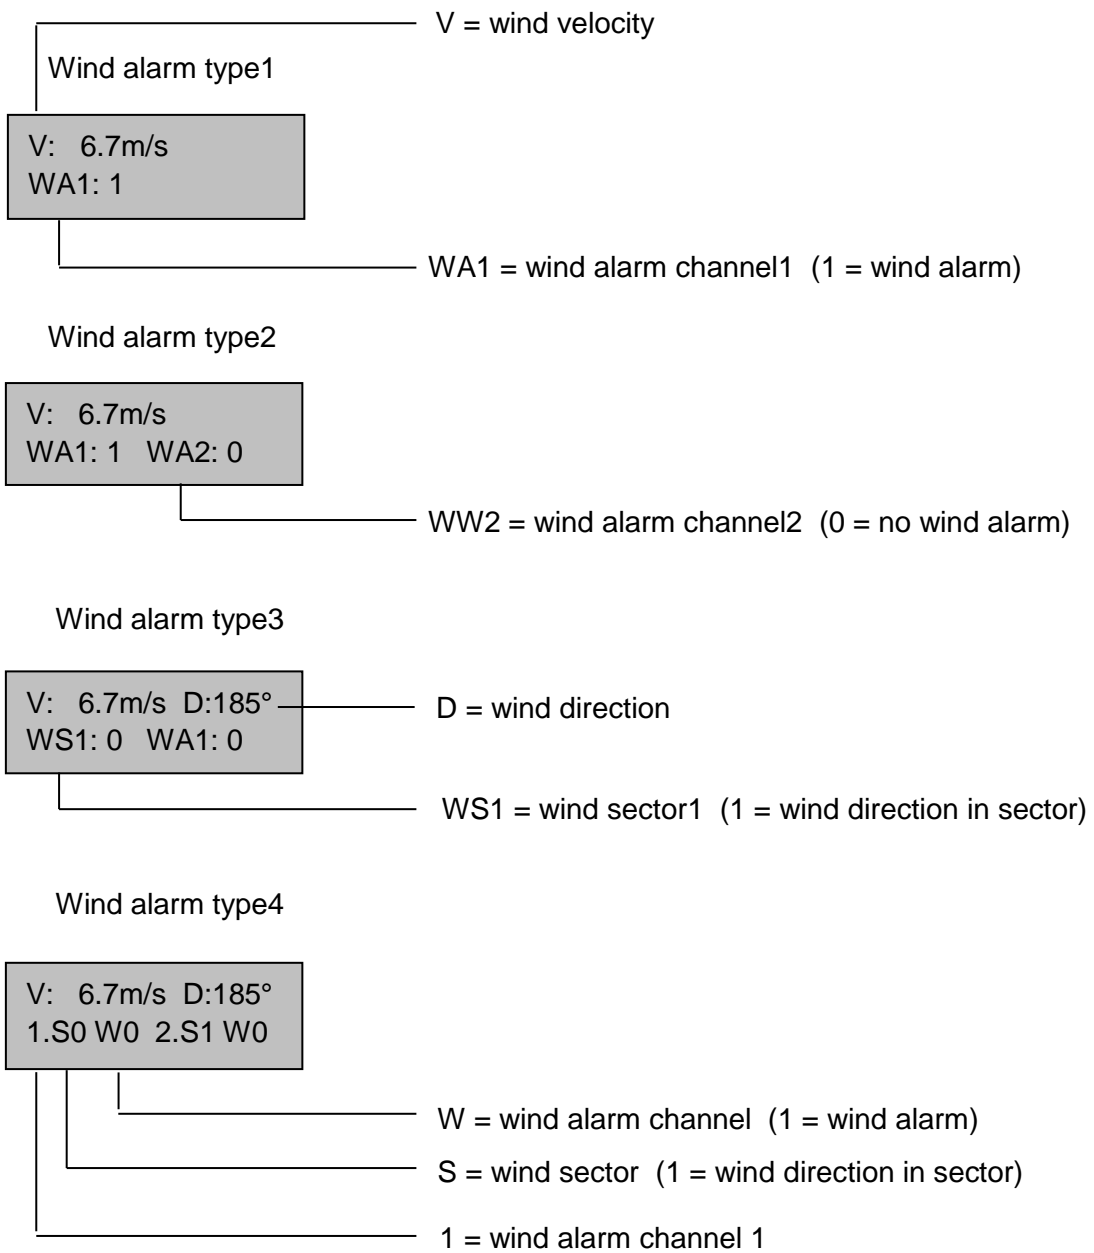 V = wind velocity
Wind alarm type1
V: 6.7m/s
WA1: 1
WA1 = wind alarm channel1 (1 = wind alarm)
Wind alarm type2
V: 6.7m/s
WA1: 1 WA2: 0
WW2 = wind alarm channel2 (0 = no wind alarm)
Wind alarm type3
V: 6.7m/s D:185°
D = wind direction
WS1: 0 WA1: 0
WS1 = wind sector1 (1 = wind direction in sector)
Wind alarm type4
V: 6.7m/s D:185°
1.S0 W0 2.S1 W0
W = wind alarm channel (1 = wind alarm)
S = wind sector (1 = wind direction in sector)
1 = wind alarm channel 1